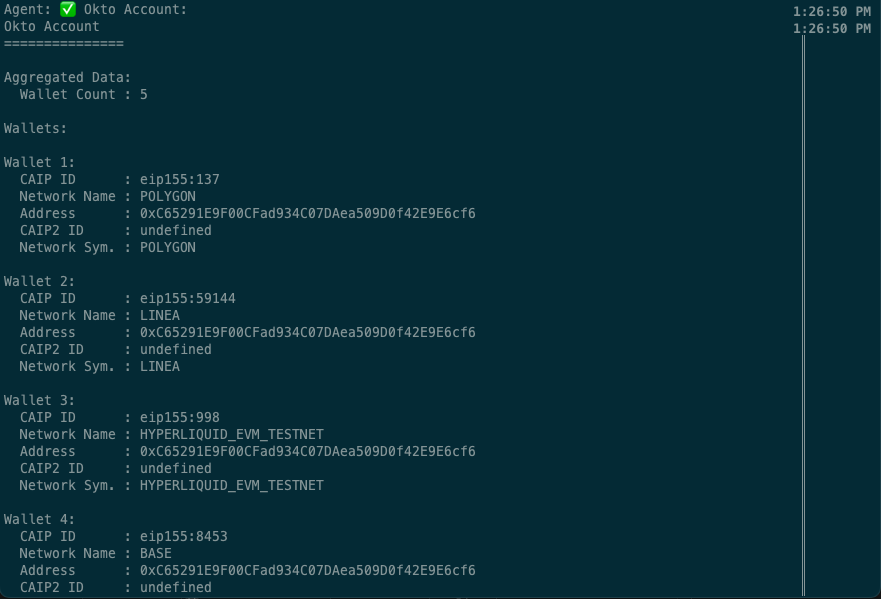 Agent: ✅ Okto Account:
1:26:50 PM
Okto Account
1:26:50 PM
===============
Aggregated Data:
Wallet Count : 5
Wallets:
Wallet 1:
CAIP ID : eip155:137
Network Name : POLYGON
Address : 0xC65291E9F00CFad934C07DAea509D0f42E9E6cf6
CAIP2 ID : undefined
Network Sym. : POLYGON
Wallet 2:
CAIP ID : eip155:59144
Network Name : LINEA
Address : 0xC65291E9F00CFad934C07DAea509D0f42E9E6cf6
CAIP2 ID : undefined
Network Sym. : LINEA
Wallet 3:
CAIP ID : eip155:998
Network Name : HYPERLIQUID_EVM_TESTNET
Address : 0xC65291E9F00CFad934C07DAea509D0f42E9E6cf6
CAIP2 ID : undefined
Network Sym. : HYPERLIQUID_EVM_TESTNET
Wallet 4:
CAIP ID : eip155:8453
Network Name : BASE
Address : 0xC65291E9F00CFad934C07DAea509D0f42E9E6cf6
CAIP2 ID : undefined